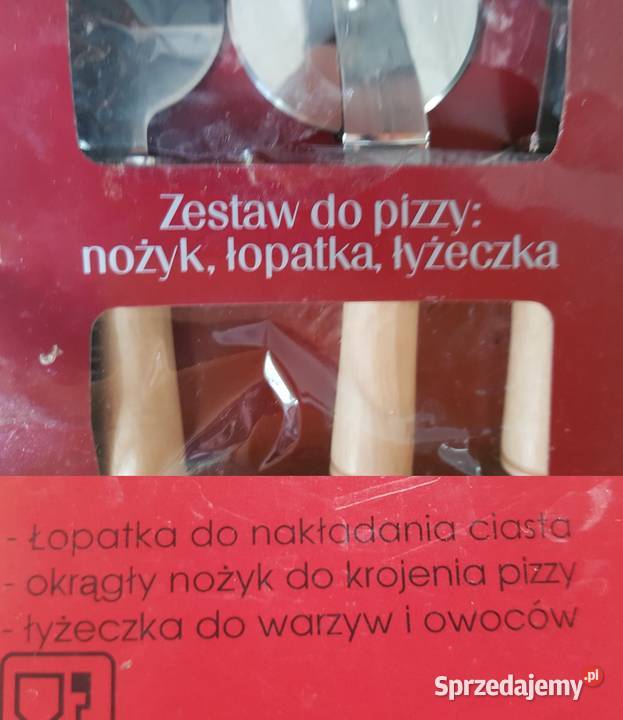 Zestaw do pizzy:
nożyk, łopatka, łyżeczka
- Łopatka do nakładania ciasta
- okrągły nożyk do krojenia pizzy
- łyżeczka do warzyw i owoców
Sprzedajemy.pl